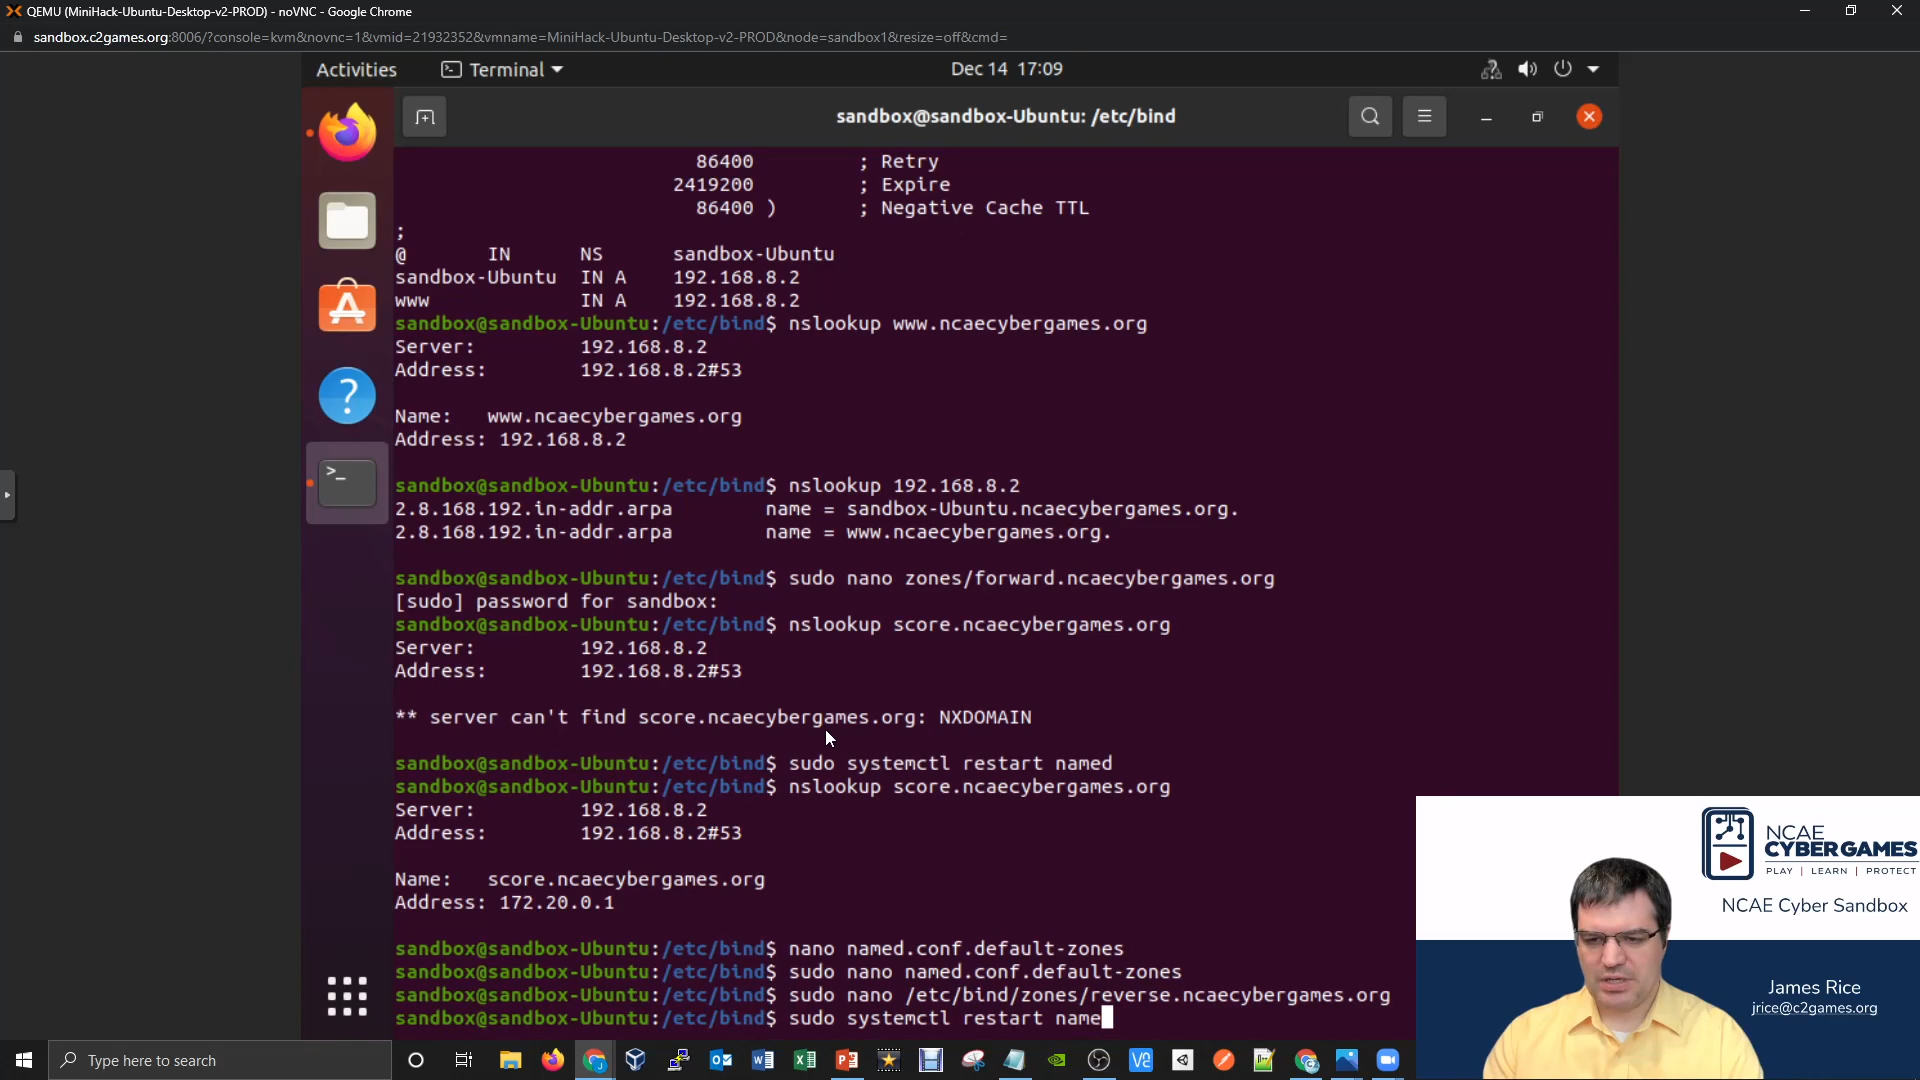 QEMU (MiniHack-Ubuntu-Desktop-v2-PROD) - noVNC - Google Chrome
sandbox.c2games.org:8006/?console=kvm&novnc=1&vmid=21932352&vmname=MiniHack-Ubuntu-Desktop-v2-PROD&node=sandbox1&resize=off&cmd=
Activities Terminal Dec 14 17:09
sandbox@sandbox-Ubuntu: /etc/bind
86400 ; Retry
2419200 ; Expire
86400 ) ; Negative Cache TTL
;
@ IN NS sandbox-Ubuntu
sandbox-Ubuntu IN A 192.168.8.2
www IN A 192.168.8.2
sandbox@sandbox-Ubuntu:/etc/bind$ nslookup www.ncaecybergames.org
Server: 192.168.8.2
Address: 192.168.8.2#53
Name: www.ncaecybergames.org
Address: 192.168.8.2
sandbox@sandbox-Ubuntu:/etc/bind$ nslookup 192.168.8.2
2.8.168.192.in-addr.arpa name = sandbox-Ubuntu.ncaecybergames.org.
2.8.168.192.in-addr.arpa name = www.ncaecybergames.org.
sandbox@sandbox-Ubuntu:/etc/bind$ sudo nano zones/forward.ncaecybergames.org
[sudo] password for sandbox:
sandbox@sandbox-Ubuntu:/etc/bind$ nslookup score.ncaecybergames.org
Server: 192.168.8.2
Address: 192.168.8.2#53
** server can't find score.ncaecybergames.org: NXDOMAIN
sandbox@sandbox-Ubuntu:/etc/bind$ sudo systemctl restart named
sandbox@sandbox-Ubuntu:/etc/bind$ nslookup score.ncaecybergames.org
Server: 192.168.8.2
Address: 192.168.8.2#53
Name: score.ncaecybergames.org
Address: 172.20.0.1
sandbox@sandbox-Ubuntu:/etc/bind$ nano named.conf.default-zones
sandbox@sandbox-Ubuntu:/etc/bind$ sudo nano named.conf.default-zones
sandbox@sandbox-Ubuntu:/etc/bind$ sudo nano /etc/bind/zones/reverse.ncaecybergames.org
sandbox@sandbox-Ubuntu:/etc/bind$ sudo systemctl restart name
NCAE
CYBERGAMES
PLAY | LEARN | PROTECT
NCAE Cyber Sandbox
James Rice
jrice@c2games.org
Type here to search